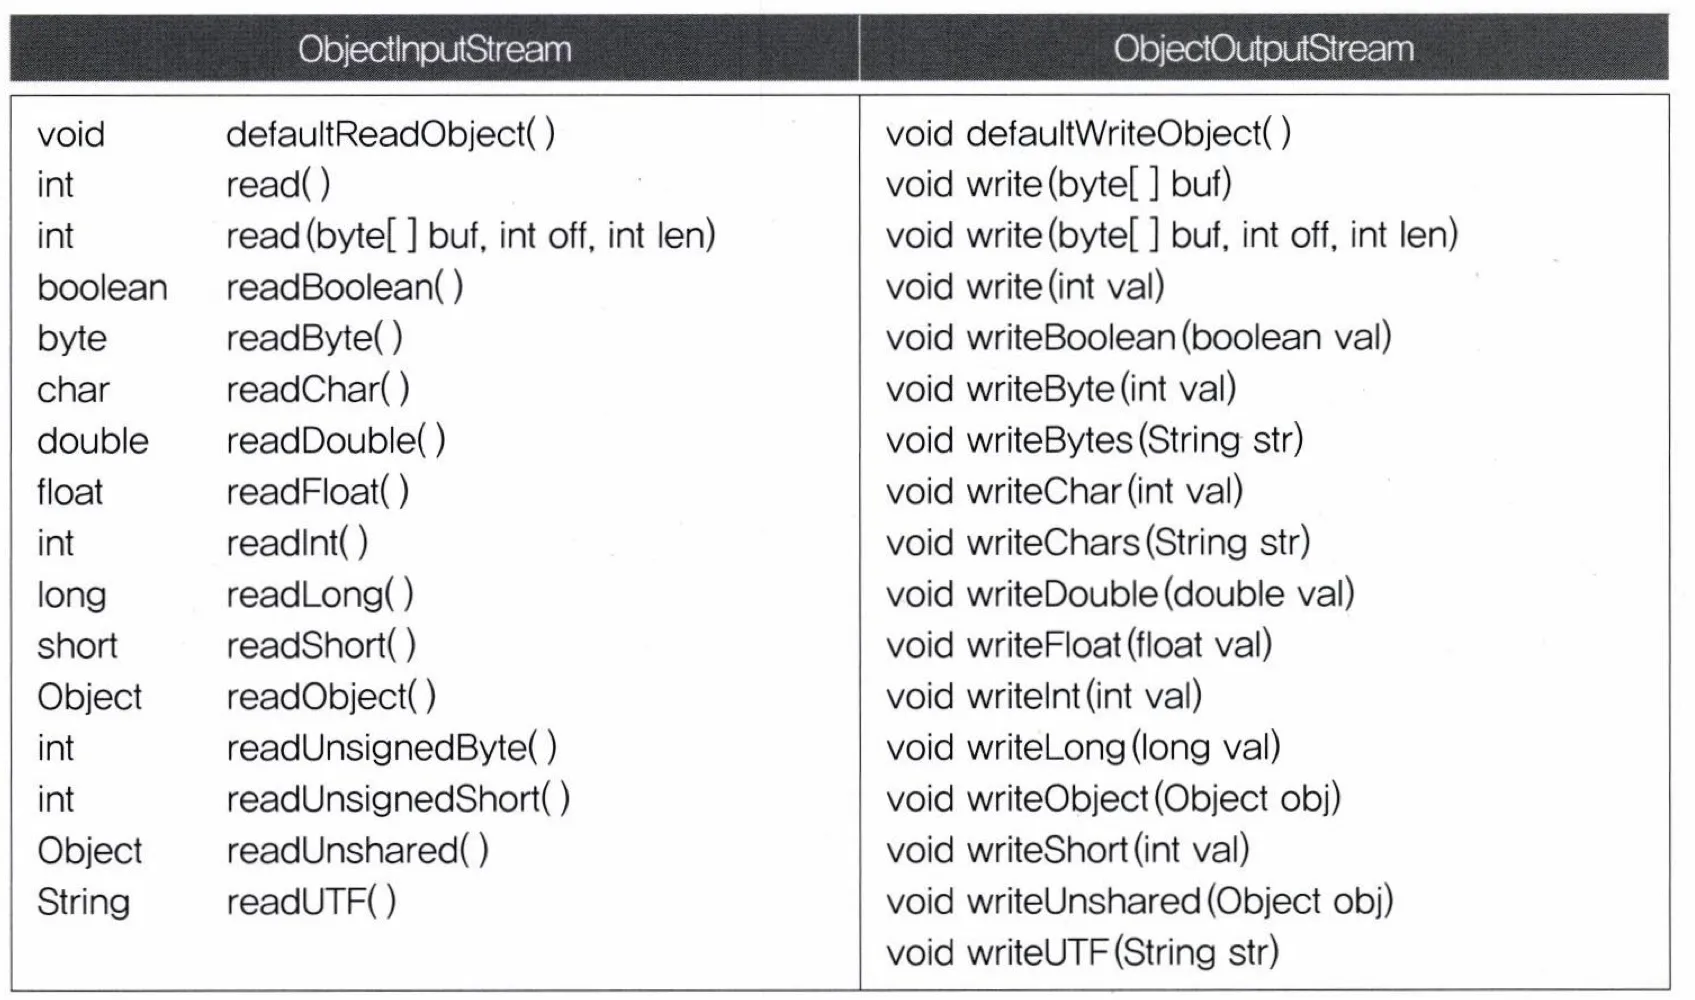 ObjectInputStream ObjectOutputStream
void defaultReadObject( ) void defaultWriteObject( )
int read( ) void write(byte[ ] buf)
int read(byte[ ] buf, int off, int len) void write(byte[ ] buf, int off, int len)
boolean readBoolean( ) void write(int val)
byte readByte( ) void writeBoolean(boolean val)
char readChar( ) void writeByte(int val)
double readDouble( ) void writeBytes(String str)
float readFloat( ) void writeChar(int val)
int readInt( ) void writeChars(String str)
long readLong( ) void writeDouble(double val)
short readShort( ) void writeFloat(float val)
Object readObject( ) void writeInt(int val)
int readUnsignedByte( ) void writeLong(long val)
int readUnsignedShort( ) void writeObject(Object obj)
Object readUnshared( ) void writeShort(int val)
String readUTF( ) void writeUnshared(Object obj)
void writeUTF(String str)